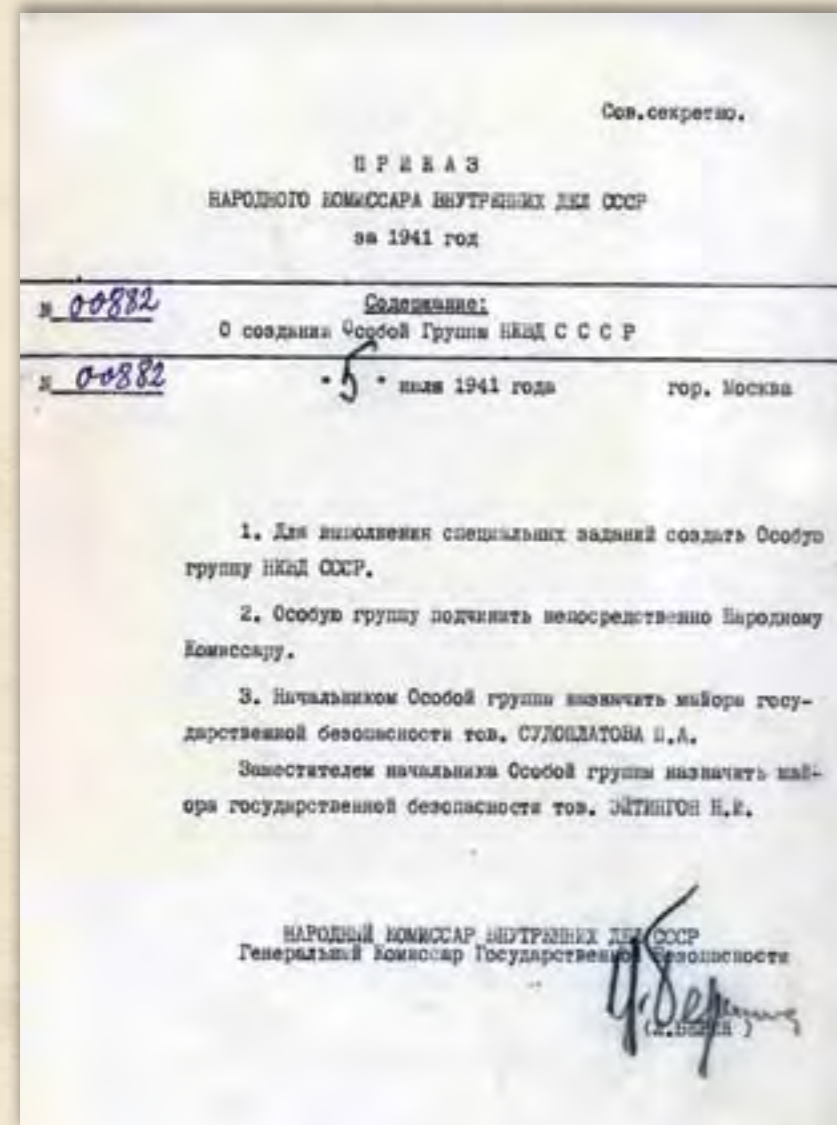 Сов.секретно.
П Р И К А З
НАРОДНОГО КОМИССАРА ВНУТРЕННИХ ДЕЛ СССР
за 1941 год
№ 00882
Содержание:
О создании Особой Группы НКВД С С С Р
№ 00882 "5" июля 1941 года гор. Москва
1. Для выполнения специальных заданий создать Особую
группу НКВД СССР.
2. Особую группу подчинить непосредственно Народному
Комиссару.
3. Начальником Особой группы назначить майора госу-
дарственной безопасности тов. СУДОПЛАТОВА П.А.
Заместителем начальника Особой группы назначить май-
ора государственной безопасности тов. ЭЙТИНГОН Н.И.
НАРОДНЫЙ КОМИССАР ВНУТРЕННИХ ДЕЛ СССР
Генеральный Комиссар Государственной Безопасности
(Л.БЕРИЯ )